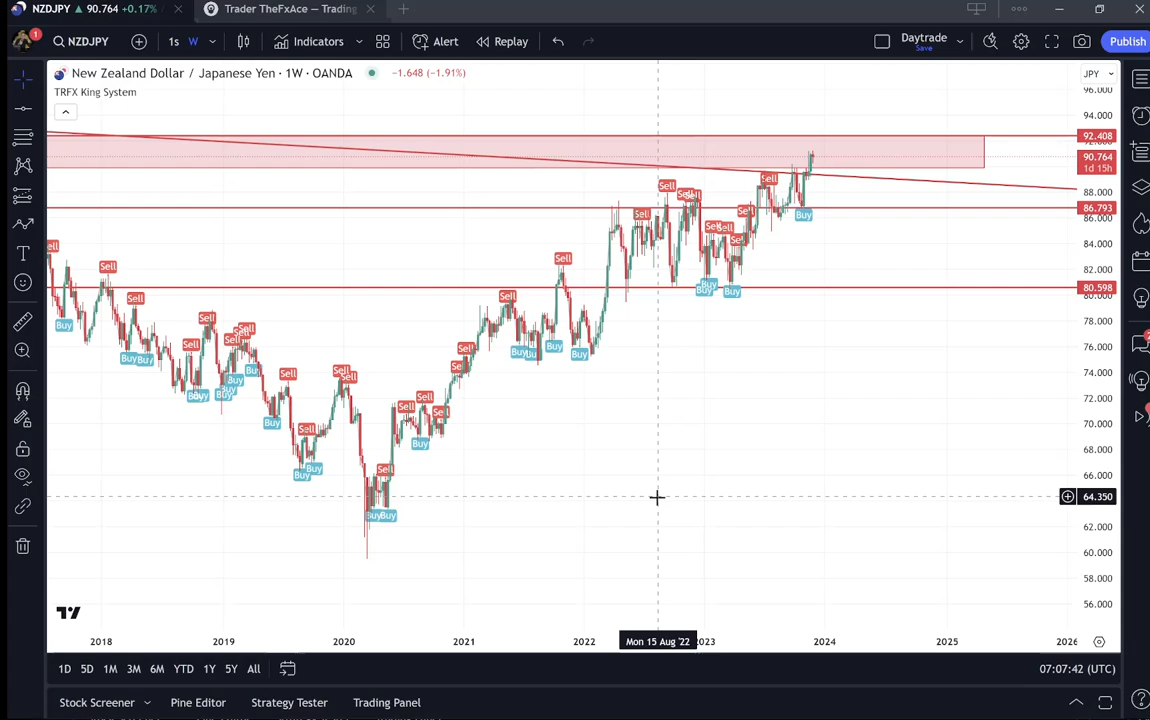 NZDJPY ▲ 90.764 +0.17%
Trader TheFxAce — Trading
1
NZDJPY
1s
W
Indicators
Alert
Replay
Daytrade
Save
Publish
New Zealand Dollar / Japanese Yen · 1W · OANDA
−1.648 (−1.91%)
JPY
TRFX King System
96.000
94.000
92.408
90.764
1d 15h
88.000
86.793
86.000
84.000
82.000
80.598
80.000
78.000
76.000
74.000
72.000
70.000
68.000
66.000
64.350
62.000
60.000
58.000
56.000
Sell
Buy
2018
2019
2020
2021
2022
Mon 15 Aug '22
2023
2024
2025
2026
1D
5D
1M
3M
6M
YTD
1Y
5Y
All
07:07:42 (UTC)
Stock Screener
Pine Editor
Strategy Tester
Trading Panel